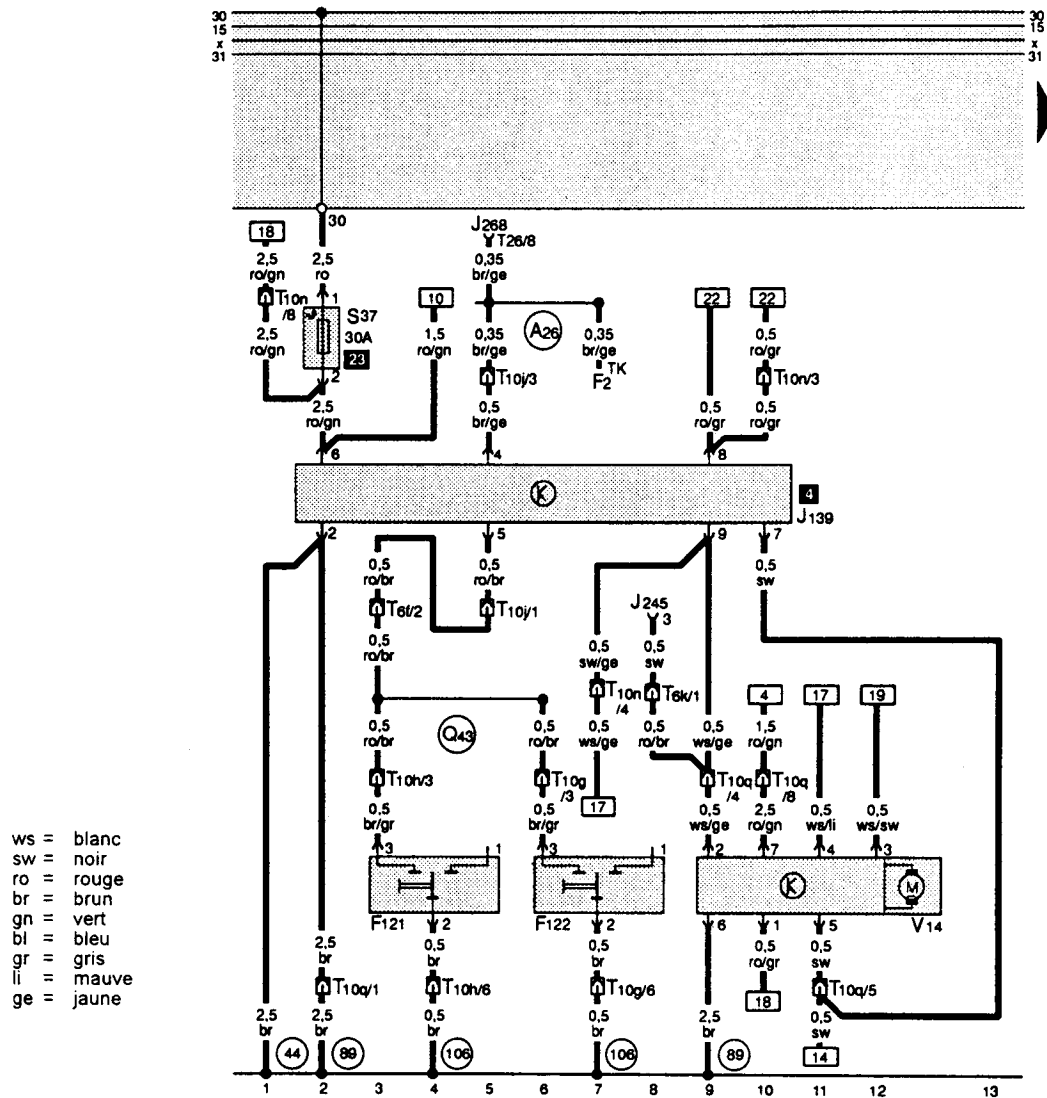 30 30
15 15
x x
31 31
30
18
J268
T26/8
2,5
ro/gn
2,5
ro
0,35
br/ge
T10n
/8
1
S37
30A
23
2
10
A26
22
22
2,5
ro/gn
1,5
ro/gn
0,35
br/ge
0,35
br/ge
TK
F2
0,5
ro/gr
T10j/3
T10n/3
2,5
ro/gn
0,5
br/ge
0,5
ro/gr
0,5
ro/gr
6
4
8
K
4
J139
2
5
9
7
0,5
ro/br
0,5
ro/br
0,5
sw
T6f/2
T10j/1
J245
3
0,5
ro/br
0,5
sw/ge
0,5
sw
T10n
/4
T6k/1
4
17
19
Q43
0,5
ro/br
0,5
ro/br
0,5
ws/ge
0,5
ro/br
0,5
ws/ge
1,5
ro/gn
T10h/3
T10g
/3
17
T10q
/4
T10q
/8
0,5
br/gr
0,5
br/gr
0,5
ws/ge
2,5
ro/gn
0,5
ws/li
0,5
ws/sw
3
1
3
1
2
7
4
3
K
M
F121
2
F122
2
6
1
5
V14
ws = blanc
sw = noir
ro = rouge
br = brun
gn = vert
bl = bleu
gr = gris
li = mauve
ge = jaune
2,5
br
0,5
br
0,5
br
0,5
ro/gr
0,5
sw
T10q/1
T10h/6
T10g/6
18
T10q/5
2,5
br
2,5
br
0,5
br
0,5
br
2,5
br
0,5
sw
44
89
106
106
89
14
1 2 3 4 5 6 7 8 9 10 11 12 13